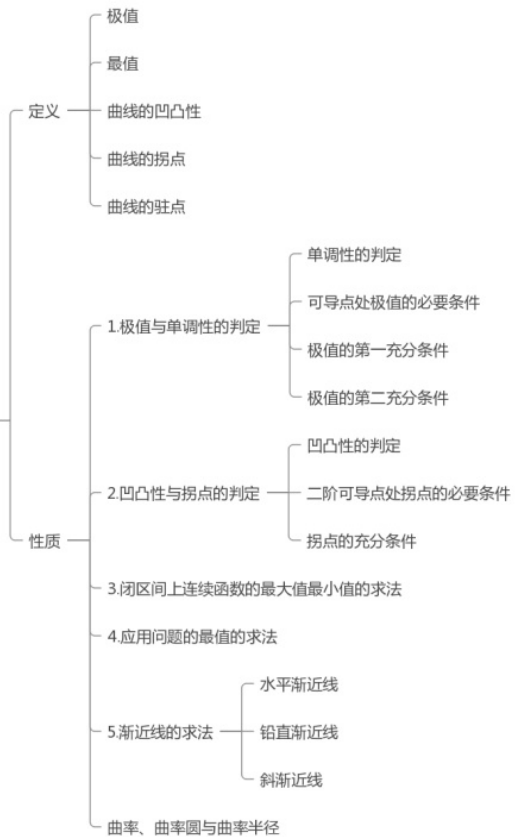 极值
最值
定义
曲线的凹凸性
曲线的拐点
曲线的驻点
单调性的判定
可导点处极值的必要条件
1.极值与单调性的判定
极值的第一充分条件
极值的第二充分条件
凹凸性的判定
2.凹凸性与拐点的判定
二阶可导点处拐点的必要条件
性质
拐点的充分条件
3.闭区间上连续函数的最大值最小值的求法
4.应用问题的最值的求法
水平渐近线
5.渐近线的求法
铅直渐近线
斜渐近线
曲率、曲率圆与曲率半径